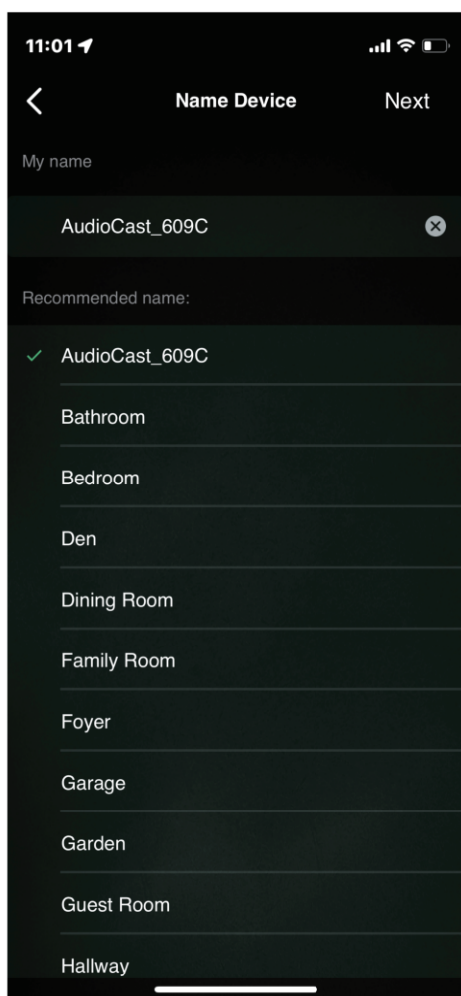 11:01
Name Device Next
My name
AudioCast_609C
Recommended name:
AudioCast_609C
Bathroom
Bedroom
Den
Dining Room
Family Room
Foyer
Garage
Garden
Guest Room
Hallway